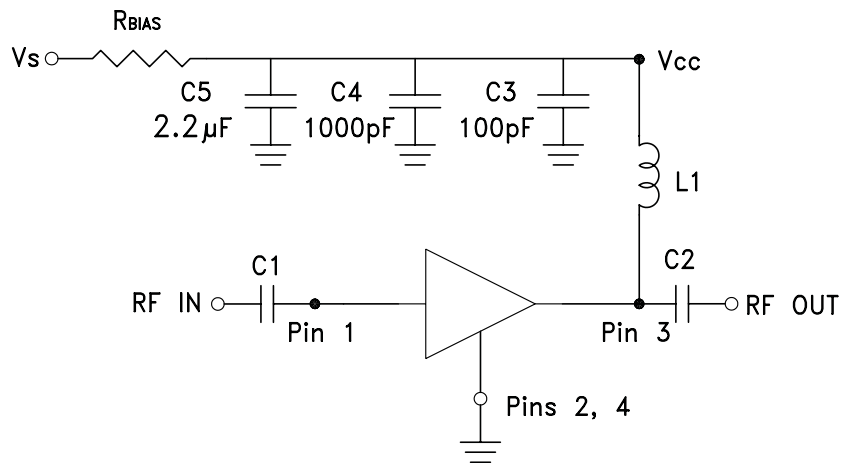 RBIAS
Vs
Vcc
C5
2.2µF
C4
1000pF
C3
100pF
L1
C1
C2
RF IN
RF OUT
Pin 1
Pin 3
Pins 2, 4